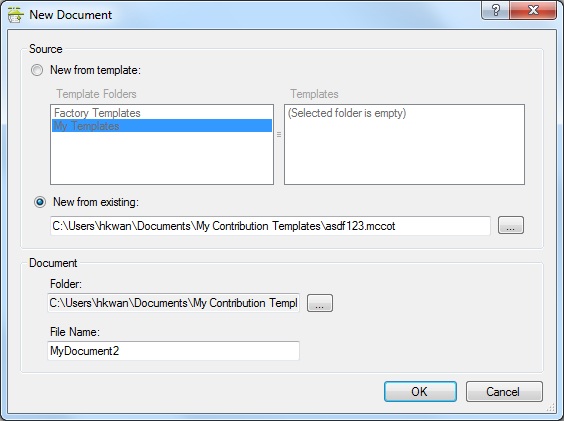 New Document
?
X
Source
New from template:
Template Folders
Templates
Factory Templates
My Templates
(Selected folder is empty)
New from existing:
C:\Users\hkwan\Documents\My Contribution Templates\asdf123.mccot
...
Document
Folder:
C:\Users\hkwan\Documents\My Contribution Templ
...
File Name:
MyDocument2
OK
Cancel